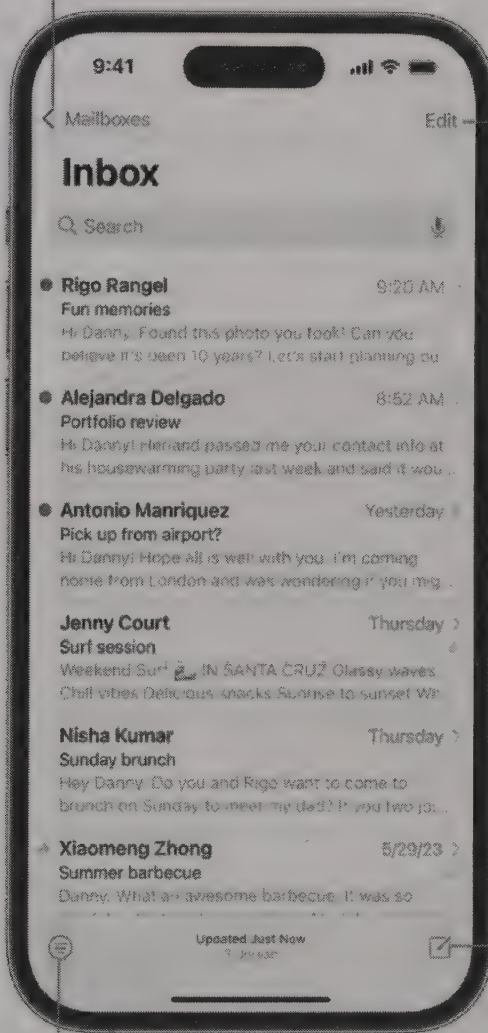 9:41
Mailboxes
Edit
Inbox
Search
Rigo Rangel
9:20 AM
Fun memories
Hi Danny, Found this photo you took! Can you
believe it's been 10 years? Let's start planning ou
Alejandra Delgado
8:52 AM
Portfolio review
Hi Danny! Herland passed me your contact info at
his housewarming party last week and said it wou...
Antonio Manriquez
Yesterday
Pick up from airport?
Hi Danny! Hope all is well with you. I'm coming
home from London and was wondering if you mig...
Jenny Court
Thursday
Surf session
Weekend Surf IN SANTA CRUZ Glassy waves
Chill vibes Delicious snacks Sunrise to sunset
Nisha Kumar
Thursday
Sunday brunch
Hey Danny, Do you and Rigo want to come to
brunch on Sunday to meet my dad? If you two
Xiaomeng Zhong
5/29/23
Summer barbecue
Danny, What an awesome barbecue. It was so
Updated Just Now